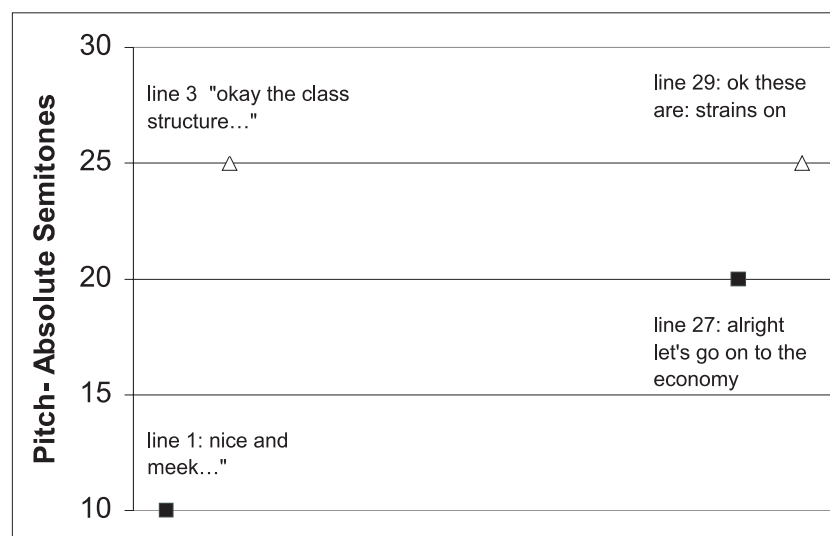 Pitch- Absolute Semitones
30
25
20
15
10
line 3  "okay the class
structure…"
line 29: ok these
are: strains on
line 27: alright
let's go on to the
economy
line 1: nice and
meek…"